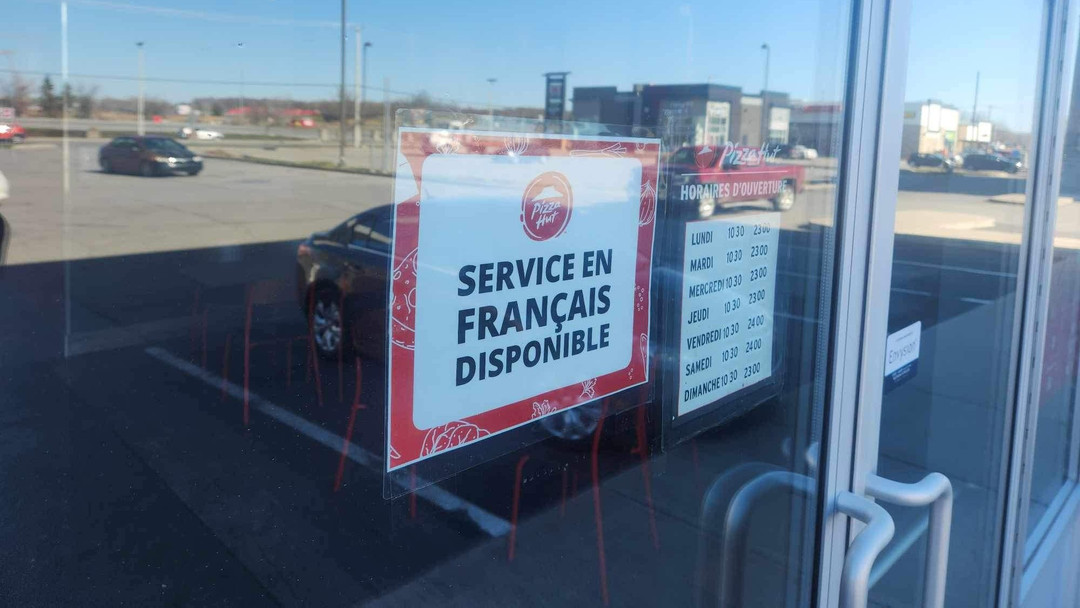 Pizza
Hut
SERVICE EN
FRANÇAIS
DISPONIBLE
Pizza Hut
HORAIRES D'OUVERTURE
LUNDI 10 30 23 00
MARDI 10 30 23 00
MERCREDI 10 30 23 00
JEUDI 10 30 23 00
VENDREDI 10 30 24 00
SAMEDI 10 30 24 00
DIMANCHE 10 30 23 00